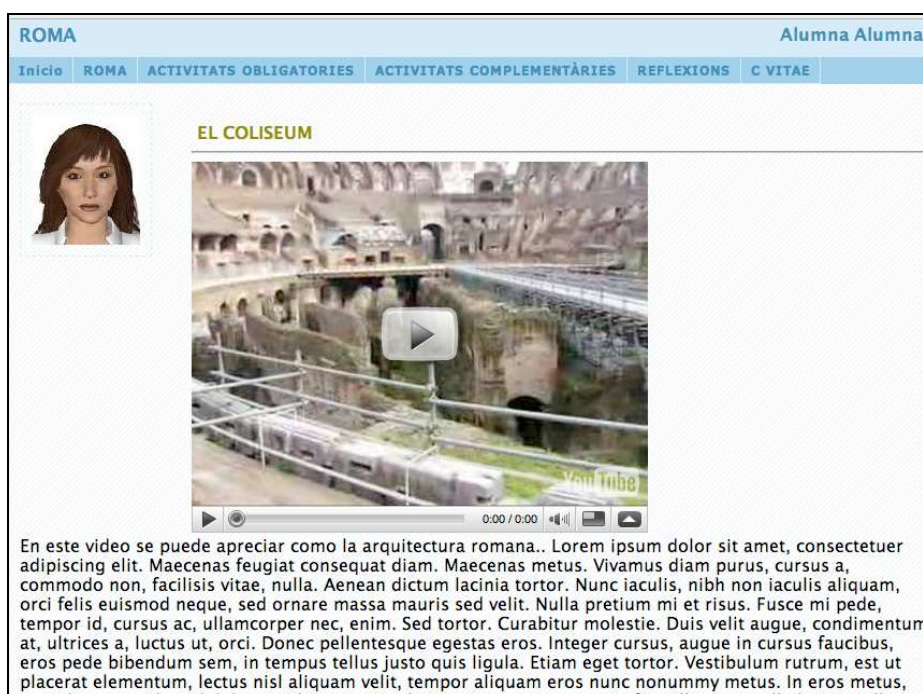 ROMA
Alumna Alumna
Inicio ROMA ACTIVITATS OBLIGATORIES ACTIVITATS COMPLEMENTÀRIES REFLEXIONS C VITAE
EL COLISEUM
You Tube
0:00 / 0:00
En este video se puede apreciar como la arquitectura romana.. Lorem ipsum dolor sit amet, consectetuer
adipiscing elit. Maecenas feugiat consequat diam. Maecenas metus. Vivamus diam purus, cursus a,
commodo non, facilisis vitae, nulla. Aenean dictum lacinia tortor. Nunc iaculis, nibh non iaculis aliquam,
orci felis euismod neque, sed ornare massa mauris sed velit. Nulla pretium mi et risus. Fusce mi pede,
tempor id, cursus ac, ullamcorper nec, enim. Sed tortor. Curabitur molestie. Duis velit augue, condimentum
at, ultrices a, luctus ut, orci. Donec pellentesque egestas eros. Integer cursus, augue in cursus faucibus,
eros pede bibendum sem, in tempus tellus justo quis ligula. Etiam eget tortor. Vestibulum rutrum, est ut
placerat elementum, lectus nisl aliquam velit, tempor aliquam eros nunc nonummy metus. In eros metus,